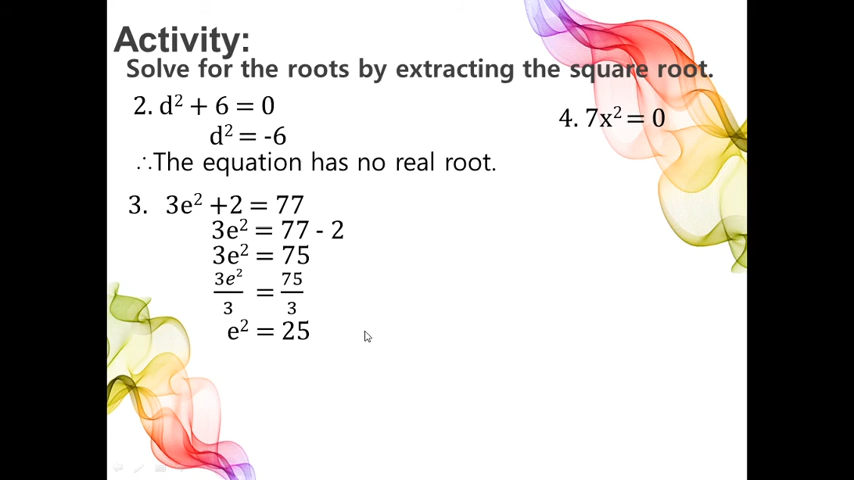 Activity:
Solve for the roots by extracting the square root.
2. d² + 6 = 0
d² = -6
∴The equation has no real root.
3. 3e² +2 = 77
3e² = 77 - 2
3e² = 75
3e²/3 = 75/3
e² = 25
4. 7x² = 0